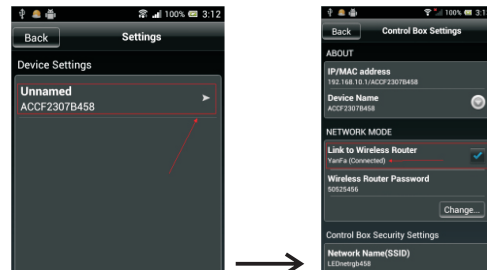 100% 3:12
Back
Settings
Device Settings
Unnamed
ACCF2307B458
100% 3:13
Back
Control Box Settings
ABOUT
IP/MAC address
192.168.10.1/ACCF2307B458
Device Name
ACCF2307B458
NETWORK MODE
Link to Wireless Router
YanFa (Connected)
Wireless Router Password
50525456
Change...
Control Box Security Settings
Network Name(SSID)
LEDnetrgb458